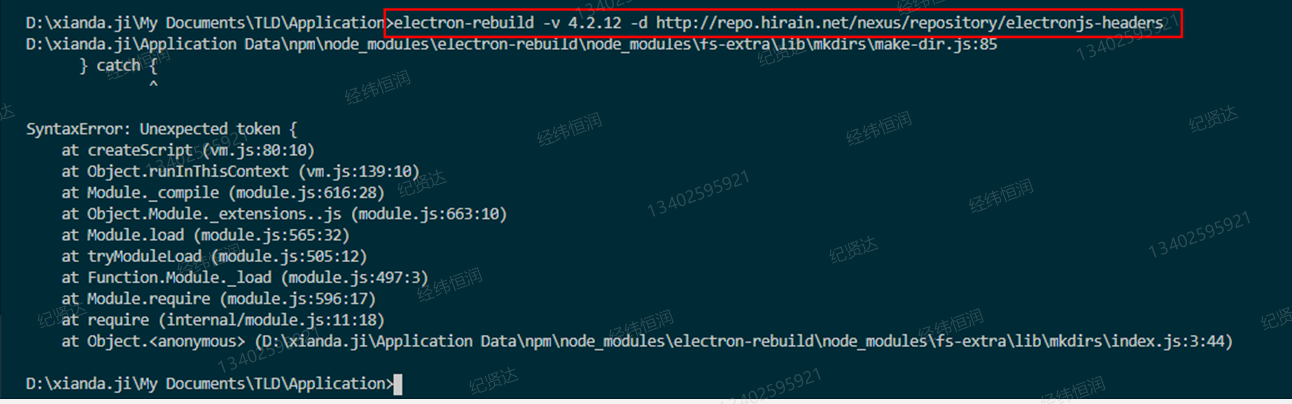 D:\xianda.ji\My Documents\TLD\Application>electron-rebuild -v 4.2.12 -d http://repo.hirain.net/nexus/repository/electronjs-headers
D:\xianda.ji\Application Data\npm\node_modules\electron-rebuild\node_modules\fs-extra\lib\mkdirs\make-dir.js:85
} catch {
^
SyntaxError: Unexpected token {
at createScript (vm.js:80:10)
at Object.runInThisContext (vm.js:139:10)
at Module._compile (module.js:616:28)
at Object.Module._extensions..js (module.js:663:10)
at Module.load (module.js:565:32)
at tryModuleLoad (module.js:505:12)
at Function.Module._load (module.js:497:3)
at Module.require (module.js:596:17)
at require (internal/module.js:11:18)
at Object.<anonymous> (D:\xianda.ji\Application Data\npm\node_modules\electron-rebuild\node_modules\fs-extra\lib\mkdirs\index.js:3:44)
D:\xianda.ji\My Documents\TLD\Application>
经纬恒润
纪贤达
13402595921